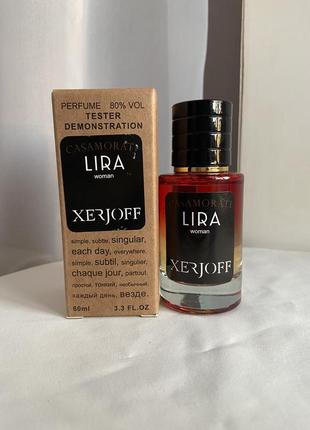 PERFUME 80% VOL
TESTER
DEMONSTRATION
CASAMORATI
LIRA
woman
XERJOFF
simple, subtle, singular,
each day, everywhere.
simple, subtil, singulier,
chaque jour, partout.
простой, тонкий, необычный,
каждый день, везде.
60ml 3.3 FL.OZ
CASAMORATI
LIRA
woman
XERJOFF